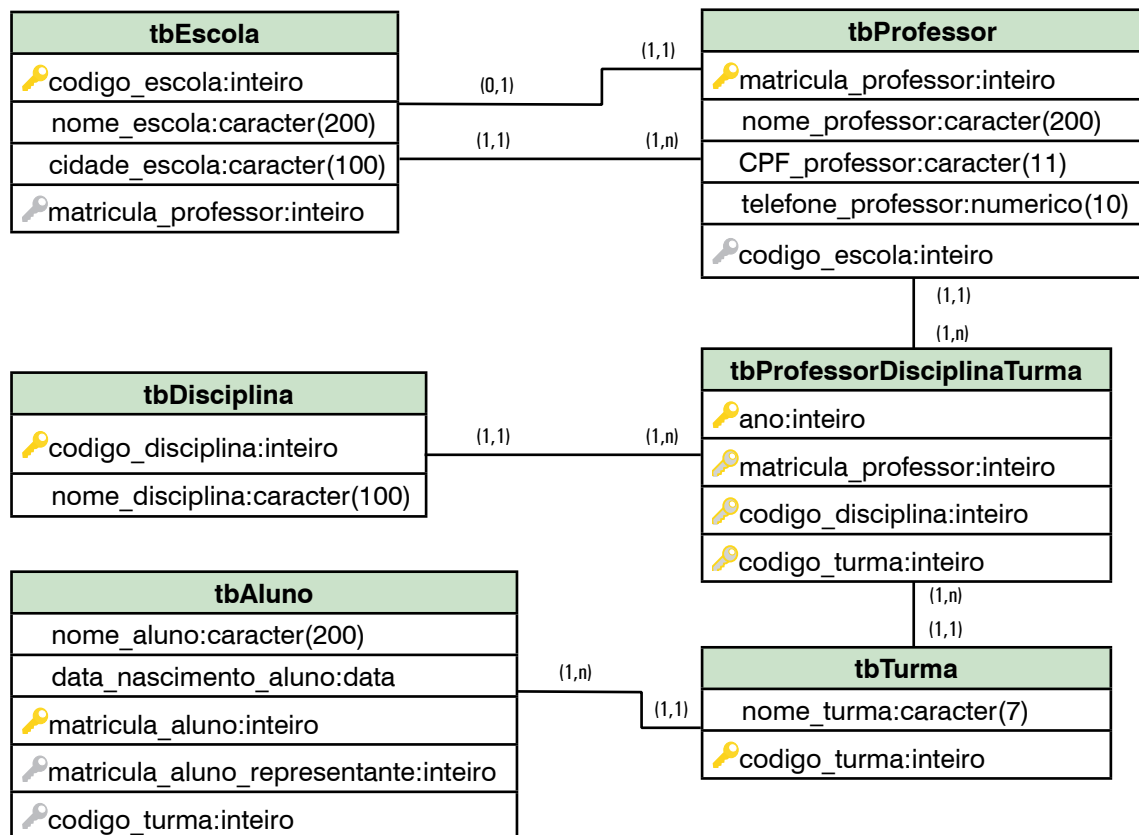 tbEscola
codigo_escola:inteiro
nome_escola:caracter(200)
cidade_escola:caracter(100)
matricula_professor:inteiro
(0,1)
(1,1)
(1,1)
(1,n)
tbProfessor
matricula_professor:inteiro
nome_professor:caracter(200)
CPF_professor:caracter(11)
telefone_professor:numerico(10)
codigo_escola:inteiro
(1,1)
(1,n)
tbDisciplina
codigo_disciplina:inteiro
nome_disciplina:caracter(100)
(1,1)
(1,n)
tbProfessorDisciplinaTurma
ano:inteiro
matricula_professor:inteiro
codigo_disciplina:inteiro
codigo_turma:inteiro
(1,n)
(1,1)
tbAluno
nome_aluno:caracter(200)
data_nascimento_aluno:data
matricula_aluno:inteiro
matricula_aluno_representante:inteiro
codigo_turma:inteiro
(1,n)
(1,1)
tbTurma
nome_turma:caracter(7)
codigo_turma:inteiro